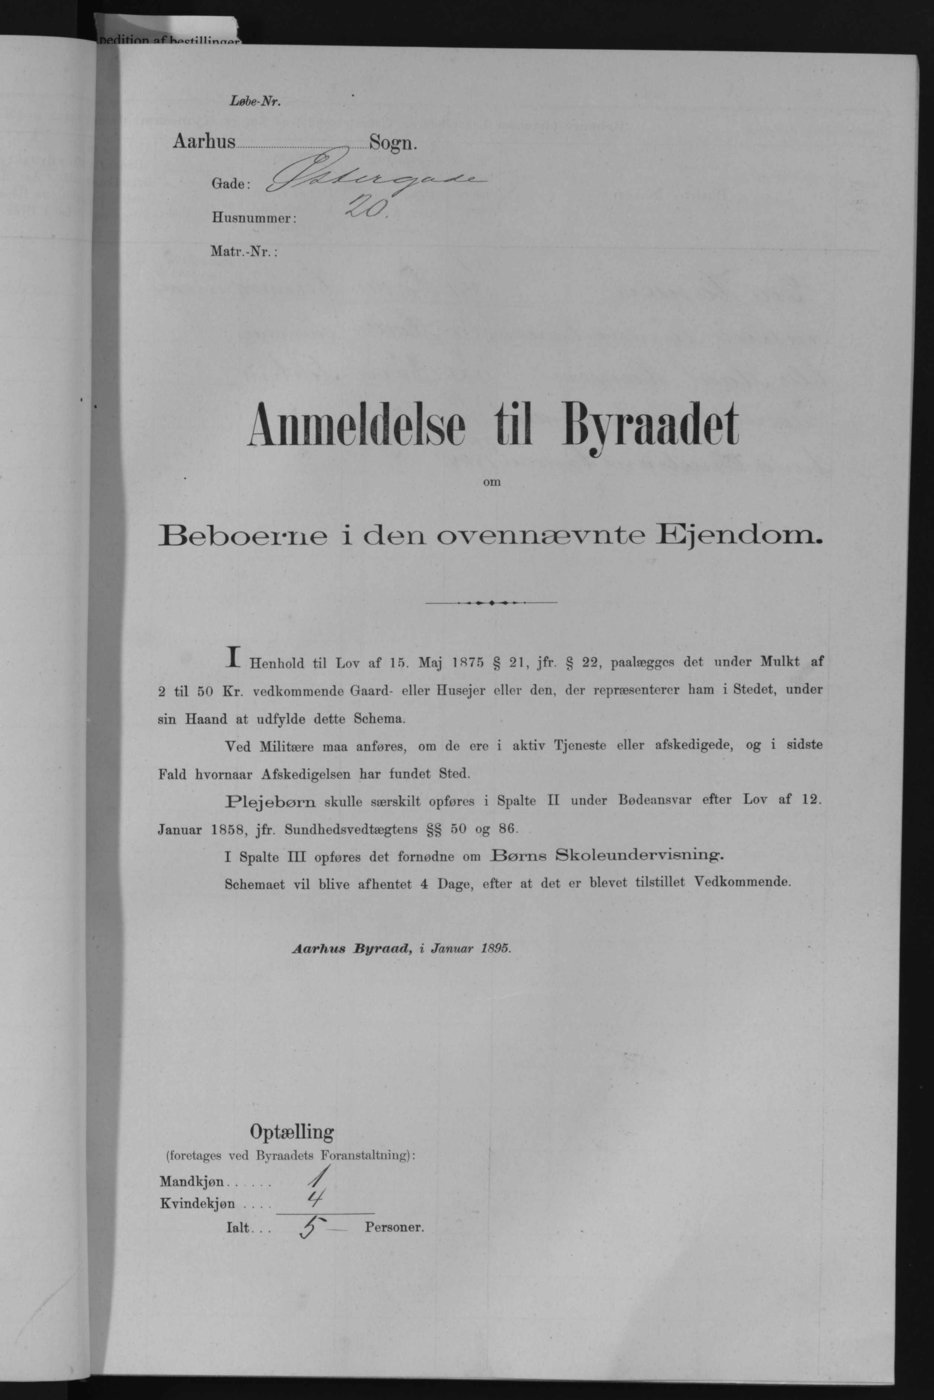 pedition af bestillinger
Løbe-Nr.
Aarhus Sogn.
Gade: Østergade
Husnummer: 20.
Matr.-Nr.:
Anmeldelse til Byraadet
om
Beboerne i den ovennævnte Ejendom.
I Henhold til Lov af 15. Maj 1875 § 21, jfr. § 22, paalægges det under Mulkt af
2 til 50 Kr. vedkommende Gaard- eller Husejer eller den, der repræsenterer ham i Stedet, under
sin Haand at udfylde dette Schema.
Ved Militære maa anføres, om de ere i aktiv Tjeneste eller afskedigede, og i sidste
Fald hvornaar Afskedigelsen har fundet Sted.
Plejebørn skulle særskilt opføres i Spalte II under Bødeansvar efter Lov af 12.
Januar 1858, jfr. Sundhedsvedtægtens §§ 50 og 86.
I Spalte III opføres det fornødne om Børns Skoleundervisning.
Schemaet vil blive afhentet 4 Dage, efter at det er blevet tilstillet Vedkommende.
Aarhus Byraad, i Januar 1895.
Optælling
(foretages ved Byraadets Foranstaltning):
Mandkjøn...... 1
Kvindekjøn .... 4
Ialt... 5 — Personer.